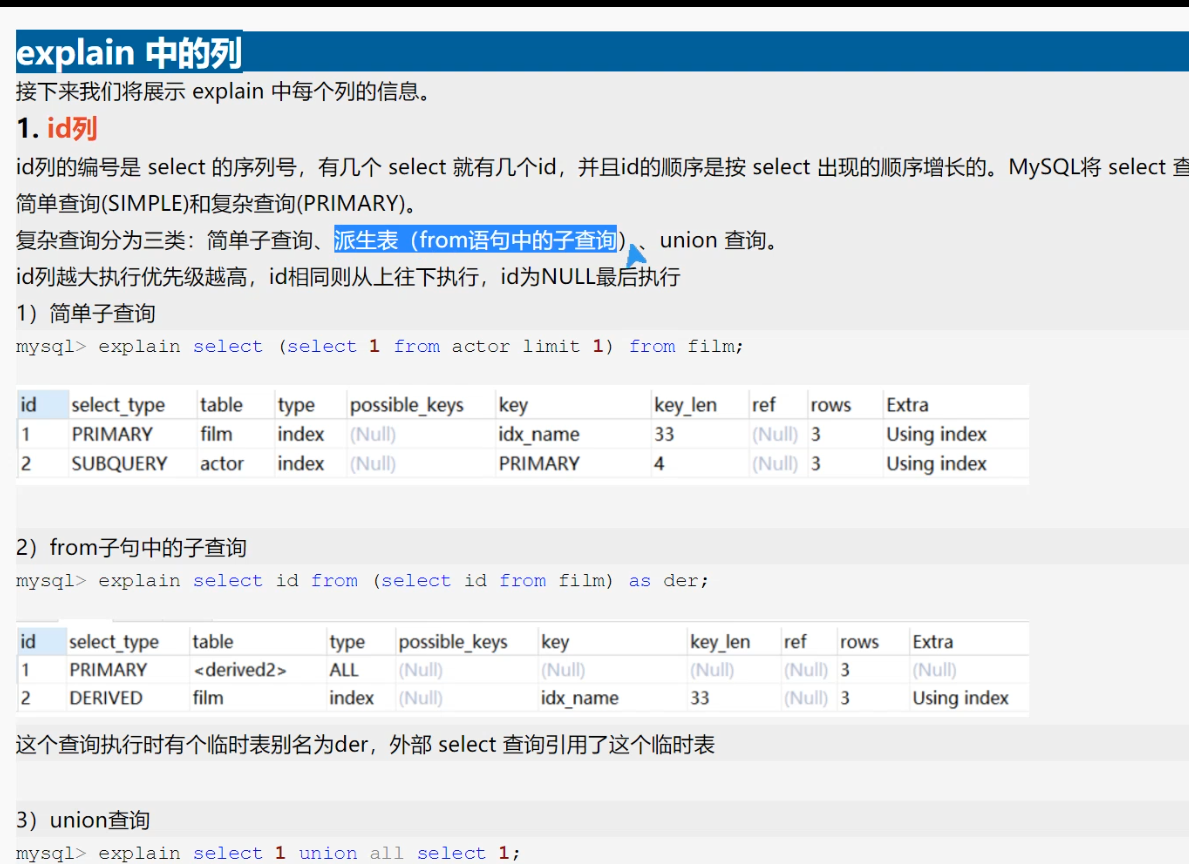 explain 中的列
接下来我们将展示 explain 中每个列的信息。
1. id列
id列的编号是 select 的序列号，有几个 select 就有几个id，并且id的顺序是按 select 出现的顺序增长的。MySQL将 select 查
简单查询(SIMPLE)和复杂查询(PRIMARY)。
复杂查询分为三类：简单子查询、派生表（from语句中的子查询）、union 查询。
id列越大执行优先级越高，id相同则从上往下执行，id为NULL最后执行
1）简单子查询
mysql> explain select (select 1 from actor limit 1) from film;
id select_type table type possible_keys key key_len ref rows Extra
1 PRIMARY film index (Null) idx_name 33 (Null) 3 Using index
2 SUBQUERY actor index (Null) PRIMARY 4 (Null) 3 Using index
2）from子句中的子查询
mysql> explain select id from (select id from film) as der;
id select_type table type possible_keys key key_len ref rows Extra
1 PRIMARY <derived2> ALL (Null) (Null) (Null) (Null) 3 (Null)
2 DERIVED film index (Null) idx_name 33 (Null) 3 Using index
这个查询执行时有个临时表别名为der，外部 select 查询引用了这个临时表
3）union查询
mysql> explain select 1 union all select 1;